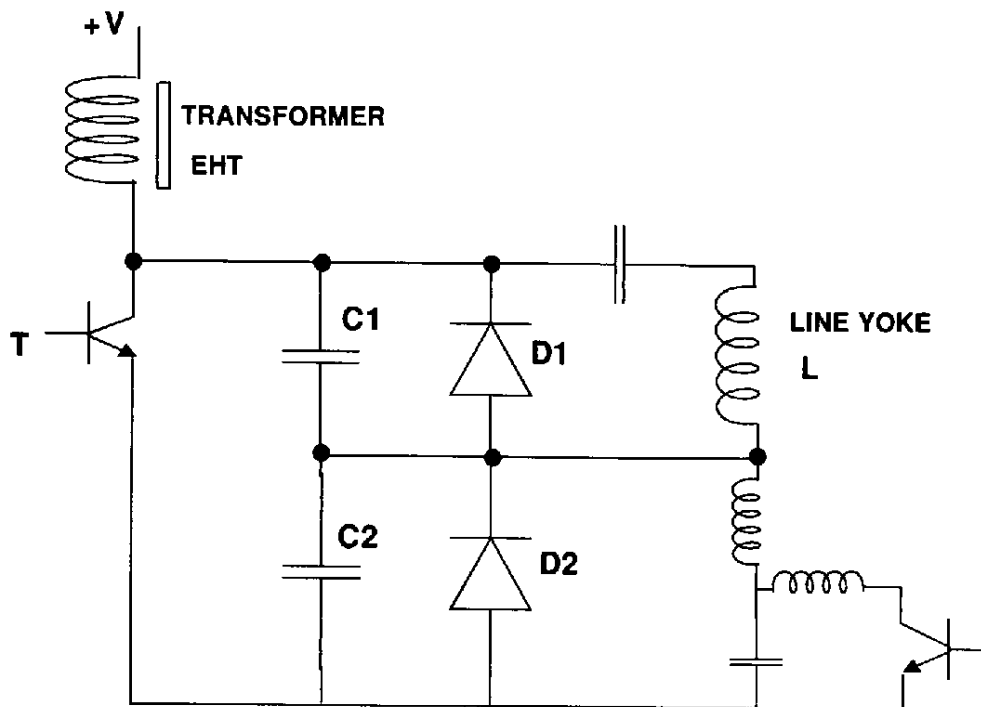 +V
TRANSFORMER
EHT
C1
D1
LINE YOKE
L
T
C2
D2